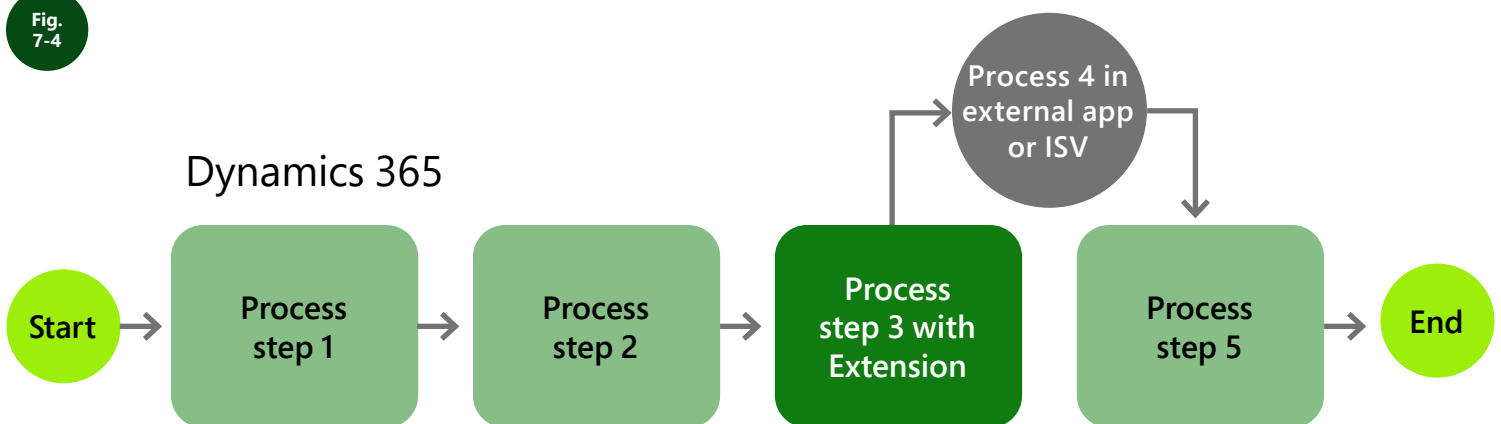 Fig.
7-4
Process 4 in
external app
or ISV
Dynamics 365
Start
Process
step 1
Process
step 2
Process
step 3 with
Extension
Process
step 5
End